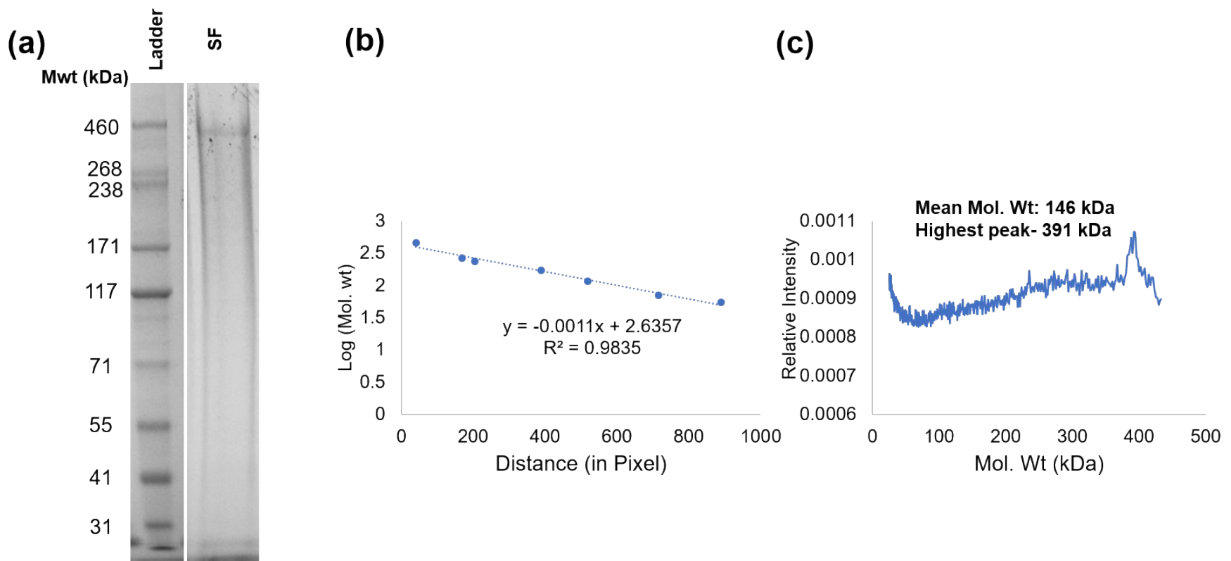 (a)
Ladder
SF
Mwt (kDa)
460
268
238
171
117
71
55
41
31
(b)
3
2.5
2
1.5
1
0.5
0
Log (Mol. wt)
y = -0.0011x + 2.6357
R² = 0.9835
0 200 400 600 800 1000
Distance (in Pixel)
(c)
Mean Mol. Wt: 146 kDa
Highest peak- 391 kDa
0.0011
0.001
0.0009
0.0008
0.0007
0.0006
Relative Intensity
0 100 200 300 400 500
Mol. Wt (kDa)